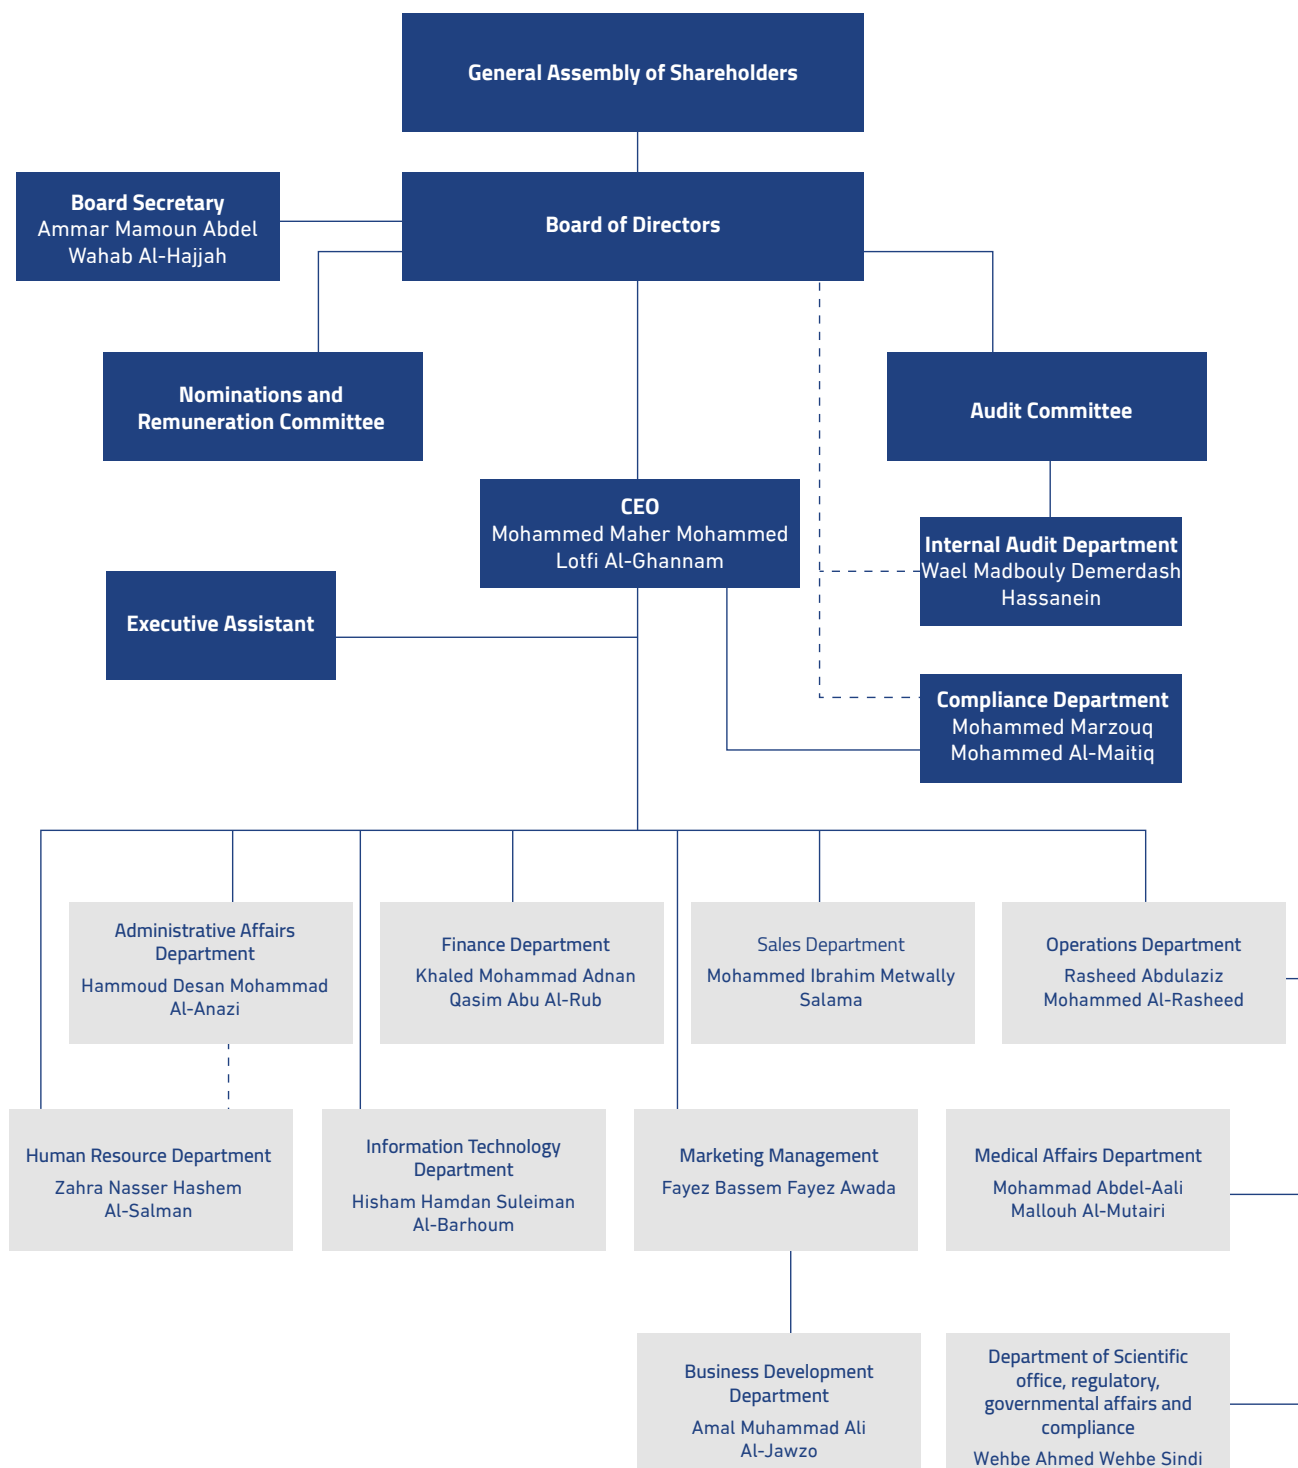 General Assembly of Shareholders
Board Secretary
Ammar Mamoun Abdel
Wahab Al-Hajjah
Board of Directors
Nominations and
Remuneration Committee
Audit Committee
CEO
Mohammed Maher Mohammed
Lotfi Al-Ghannam
Internal Audit Department
Wael Madbouly Demerdash
Hassanein
Executive Assistant
Compliance Department
Mohammed Marzouq
Mohammed Al-Maitiq
Administrative Affairs
Department
Hammoud Desan Mohammad
Al-Anazi
Finance Department
Khaled Mohammad Adnan
Qasim Abu Al-Rub
Sales Department
Mohammed Ibrahim Metwally
Salama
Operations Department
Rasheed Abdulaziz
Mohammed Al-Rasheed
Human Resource Department
Zahra Nasser Hashem
Al-Salman
Information Technology
Department
Hisham Hamdan Suleiman
Al-Barhoum
Marketing Management
Fayez Bassem Fayez Awada
Medical Affairs Department
Mohammad Abdel-Aali
Mallouh Al-Mutairi
Business Development
Department
Amal Muhammad Ali
Al-Jawzo
Department of Scientific
office, regulatory,
governmental affairs and
compliance
Wehbe Ahmed Wehbe Sindi